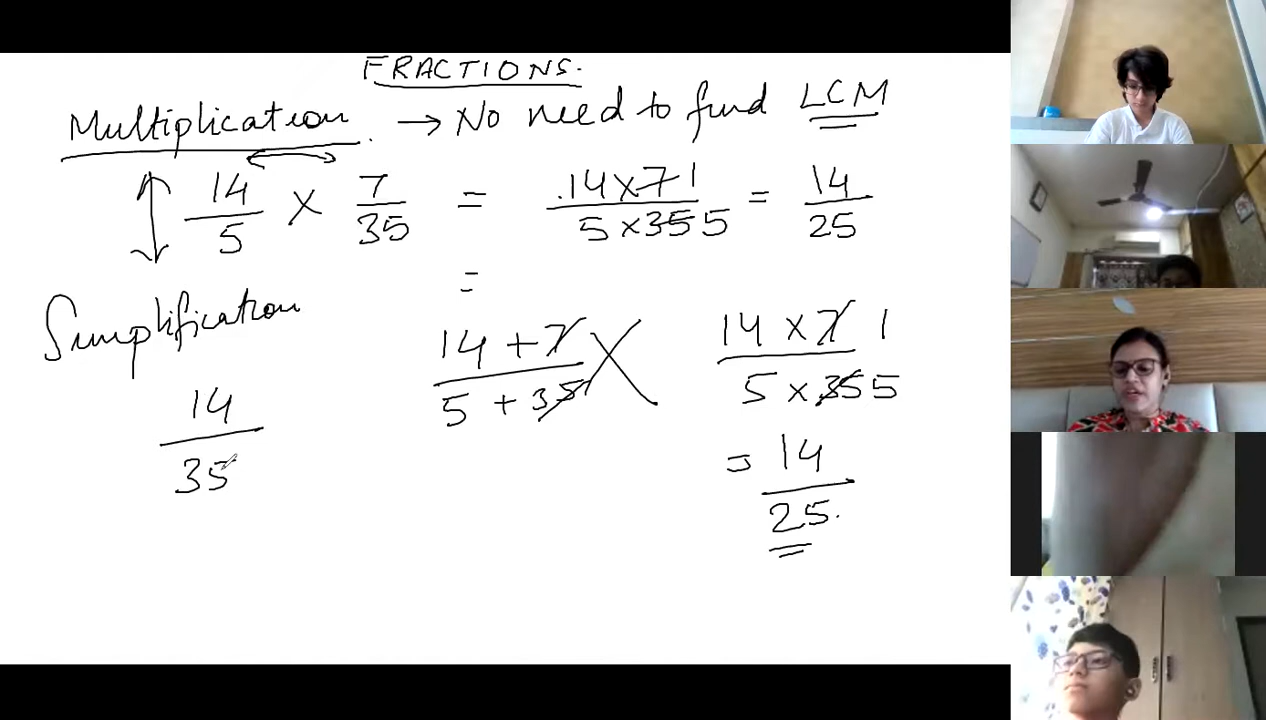 FRACTIONS.
Multiplication. → No need to find LCM
14/5 × 7/35 = .14×7 1/5×35 5 = 14/25
=
Simplification
14 + 7/5 + 35 × 14 × 7 1/5 × 35 5
14/35
= 14/25.